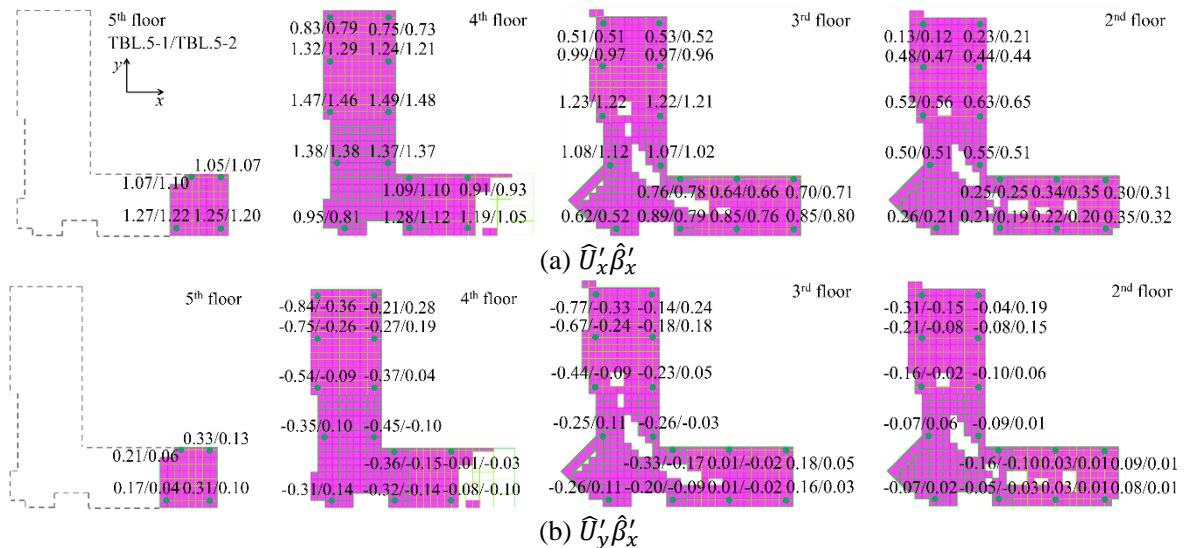 5th floor 4th floor 3rd floor 2nd floor
TBL.5-1/TBL.5-2
y
x
0.83/0.79 0.75/0.73 0.51/0.51 0.53/0.52 0.13/0.12 0.23/0.21
1.32/1.29 1.24/1.21 0.99/0.97 0.97/0.96 0.48/0.47 0.44/0.44
1.47/1.46 1.49/1.48 1.23/1.22 1.22/1.21 0.52/0.56 0.63/0.65
1.38/1.38 1.37/1.37 1.08/1.12 1.07/1.02 0.50/0.51 0.55/0.51
1.05/1.07
1.07/1.10 1.09/1.10 0.91/0.93 0.76/0.78 0.64/0.66 0.70/0.71 0.25/0.25 0.34/0.35 0.30/0.31
1.27/1.22 1.25/1.20 0.95/0.81 1.28/1.12 1.19/1.05 0.62/0.52 0.89/0.79 0.85/0.76 0.85/0.80 0.26/0.21 0.21/0.19 0.22/0.20 0.35/0.32
(a) Û′ₓβ̂′ₓ
5th floor 4th floor 3rd floor 2nd floor
-0.84/-0.36 -0.21/0.28 -0.77/-0.33 -0.14/0.24 -0.31/-0.15 -0.04/0.19
-0.75/-0.26 -0.27/0.19 -0.67/-0.24 -0.18/0.18 -0.21/-0.08 -0.08/0.15
-0.54/-0.09 -0.37/0.04 -0.44/-0.09 -0.23/0.05 -0.16/-0.02 -0.10/0.06
-0.35/0.10 -0.45/-0.10 -0.25/0.11 -0.26/-0.03 -0.07/0.06 -0.09/0.01
0.33/0.13
0.21/0.06 -0.36/-0.15 -0.01/-0.03 -0.33/-0.17 0.01/-0.02 0.18/0.05 -0.16/-0.10 0.03/0.01 0.09/0.01
0.17/0.04 0.31/0.10 -0.31/0.14 -0.32/-0.14 -0.08/-0.10 -0.26/0.11 -0.20/-0.09 0.01/-0.02 0.16/0.03 -0.07/0.02 -0.05/-0.03 0.03/0.01 0.08/0.01
(b) Û′ᵧβ̂′ₓ